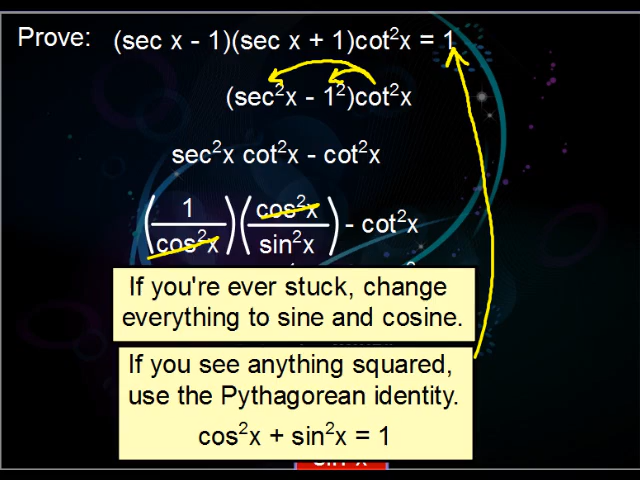 Prove: (sec x - 1)(sec x + 1)cot²x = 1
(sec²x - 1²)cot²x
sec²x cot²x - cot²x
(1/cos²x)(cos²x/sin²x) - cot²x
If you're ever stuck, change
everything to sine and cosine.
If you see anything squared,
use the Pythagorean identity.
cos²x + sin²x = 1